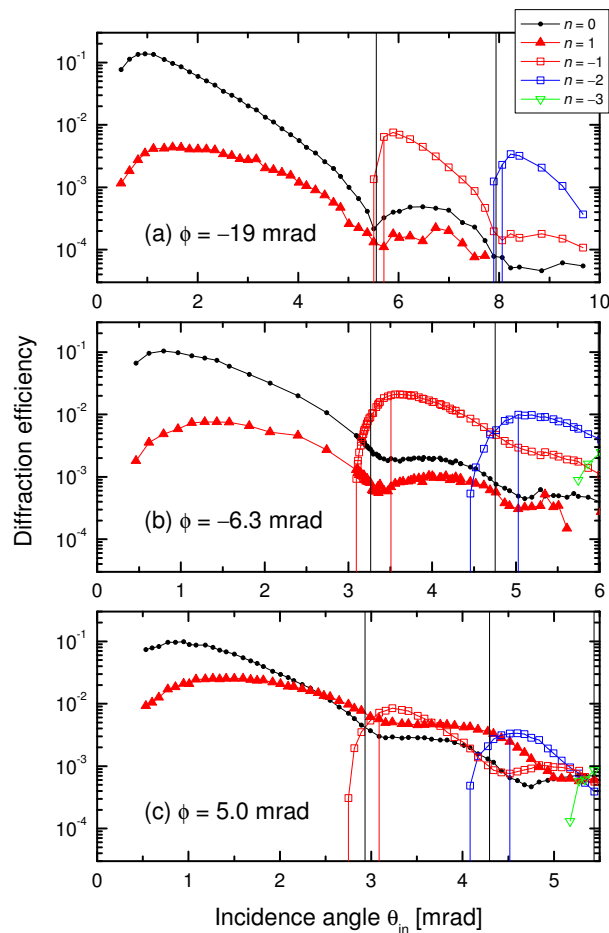 n = 0
n = 1
n = −1
n = −2
n = −3
10⁻¹
10⁻²
10⁻³
10⁻⁴
(a) ϕ = −19 mrad
0 2 4 6 8 10
10⁻¹
10⁻²
10⁻³
10⁻⁴
(b) ϕ = −6.3 mrad
0 1 2 3 4 5 6
10⁻¹
10⁻²
10⁻³
10⁻⁴
(c) ϕ = 5.0 mrad
0 1 2 3 4 5
Diffraction efficiency
Incidence angle θ_in [mrad]